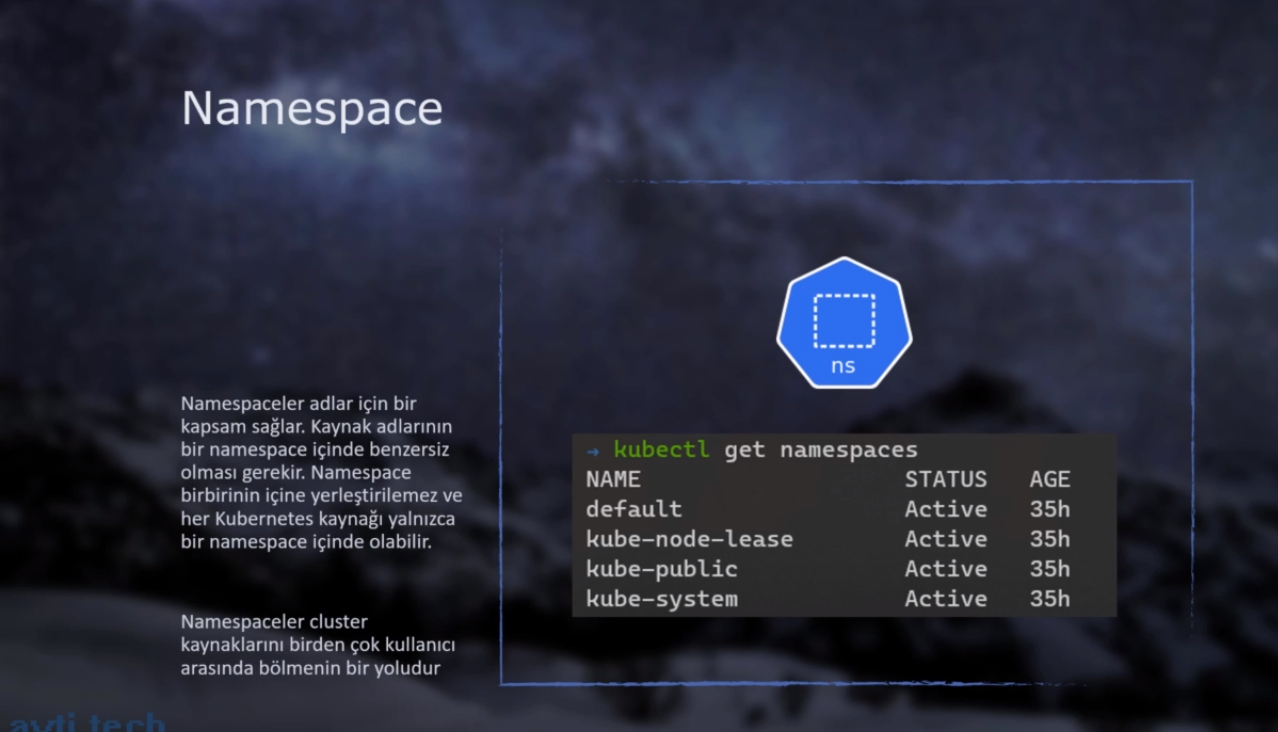 Namespace
Namespaceler adlar için bir
kapsam sağlar. Kaynak adlarının
bir namespace içinde benzersiz
olması gerekir. Namespace
birbirinin içine yerleştirilemez ve
her Kubernetes kaynağı yalnızca
bir namespace içinde olabilir.
Namespaceler cluster
kaynaklarını birden çok kullanıcı
arasında bölmenin bir yoludur
ns
→ kubectl get namespaces
NAME STATUS AGE
default Active 35h
kube-node-lease Active 35h
kube-public Active 35h
kube-system Active 35h